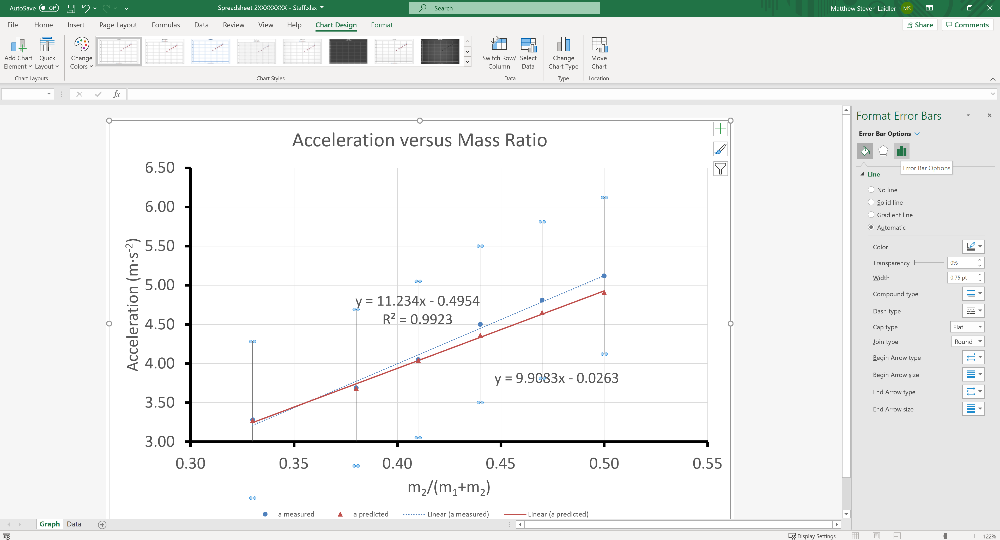 AutoSave Off
Spreadsheet 2XXXXXXXX - Staff.xlsx
Search
Matthew Steven Laidler MS
File Home Insert Page Layout Formulas Data Review View Help Chart Design Format
Share Comments
Add Chart Element
Quick Layout
Change Colors
Switch Row/ Column
Select Data
Change Chart Type
Move Chart
Chart Layouts
Chart Styles
Data
Type
Location
fx
Format Error Bars
Error Bar Options
Error Bar Options
Line
No line
Solid line
Gradient line
Automatic
Color
Transparency 0%
Width 0.75 pt
Compound type
Dash type
Cap type Flat
Join type Round
Begin Arrow type
Begin Arrow size
End Arrow type
End Arrow size
Acceleration versus Mass Ratio
Acceleration (m·s⁻²)
6.50
6.00
5.50
5.00
4.50
4.00
3.50
3.00
y = 11.234x - 0.4954
R² = 0.9923
y = 9.9083x - 0.0263
0.30 0.35 0.40 0.45 0.50 0.55
m₂/(m₁+m₂)
a measured a predicted Linear (a measured) Linear (a predicted)
Graph Data
Display Settings 122%